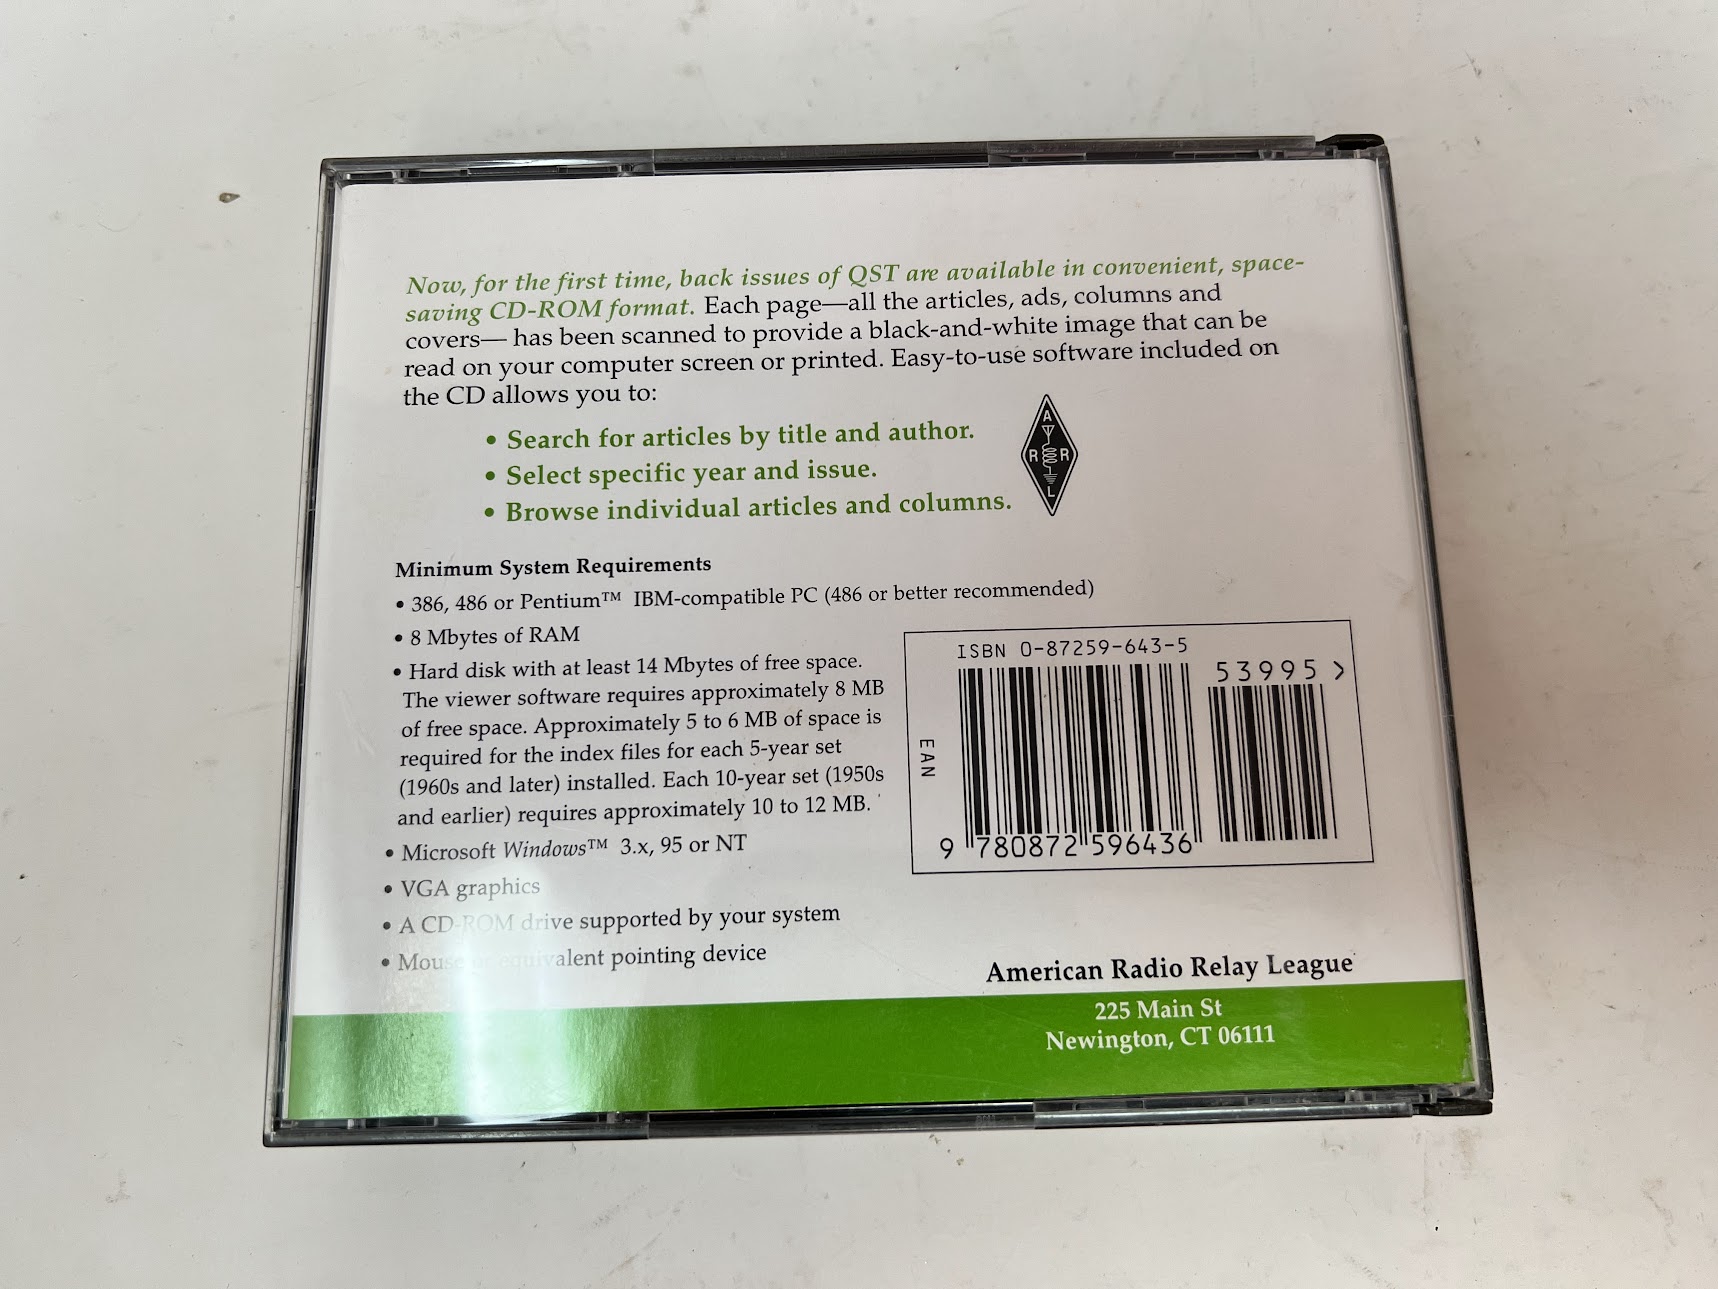 Now, for the first time, back issues of QST are available in convenient, space-
saving CD-ROM format. Each page—all the articles, ads, columns and
covers— has been scanned to provide a black-and-white image that can be
read on your computer screen or printed. Easy-to-use software included on
the CD allows you to:
• Search for articles by title and author.
• Select specific year and issue.
• Browse individual articles and columns.
A
R R
L
Minimum System Requirements
• 386, 486 or Pentium™ IBM-compatible PC (486 or better recommended)
• 8 Mbytes of RAM
• Hard disk with at least 14 Mbytes of free space.
The viewer software requires approximately 8 MB
of free space. Approximately 5 to 6 MB of space is
required for the index files for each 5-year set
(1960s and later) installed. Each 10-year set (1950s
and earlier) requires approximately 10 to 12 MB.
• Microsoft Windows™ 3.x, 95 or NT
• VGA graphics
• A CD-ROM drive supported by your system
• Mouse or equivalent pointing device
ISBN 0-87259-643-5
53995 >
EAN
9 780872 596436
American Radio Relay League
225 Main St
Newington, CT 06111